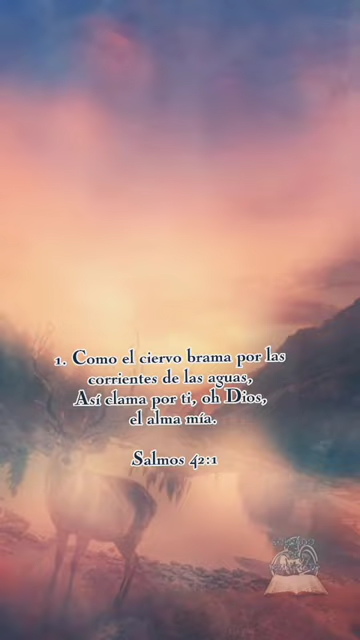 1. Como el ciervo brama por las
corrientes de las aguas,
Así clama por ti, oh Dios,
el alma mía.
Salmos 42:1